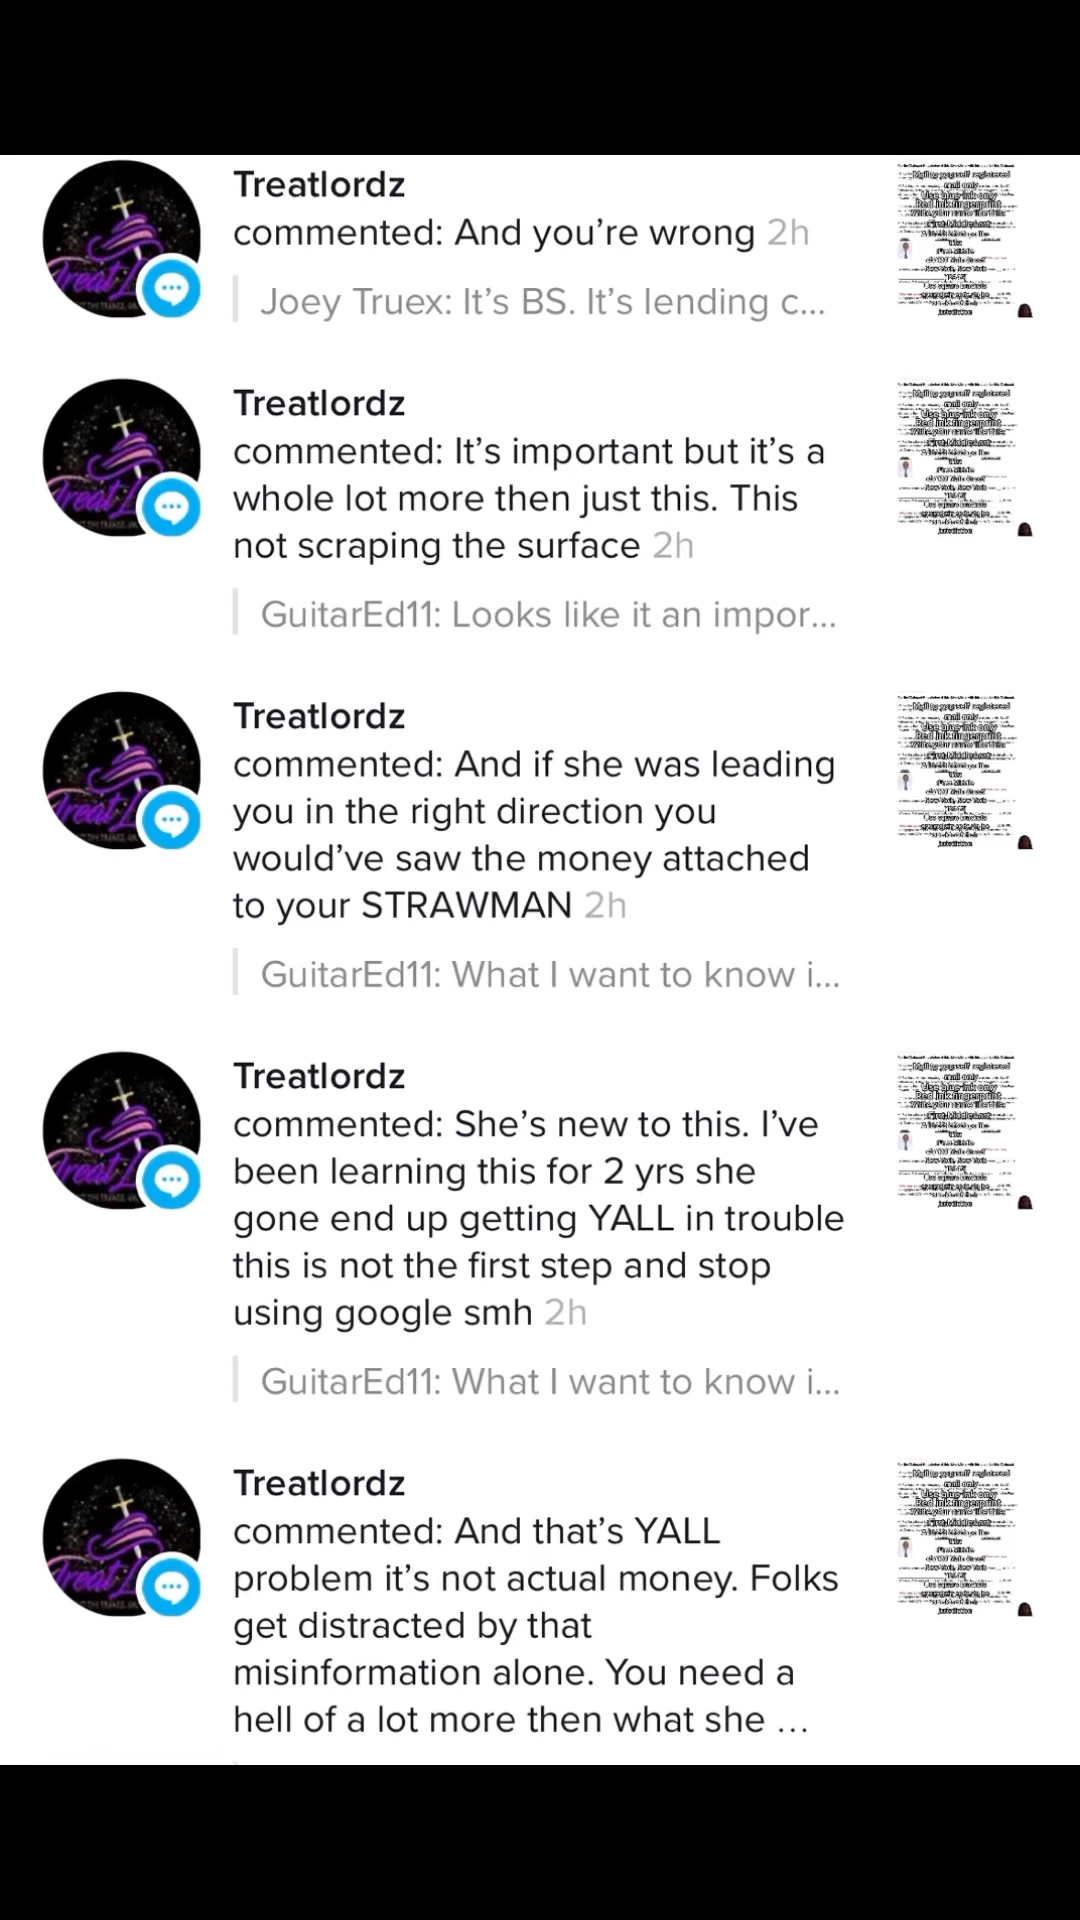 Treatlordz
commented: And you're wrong 2h
Joey Truex: It's BS. It's lending c...
Treatlordz
commented: It's important but it's a
whole lot more then just this. This
not scraping the surface 2h
GuitarEd11: Looks like it an impor...
Treatlordz
commented: And if she was leading
you in the right direction you
would've saw the money attached
to your STRAWMAN 2h
GuitarEd11: What I want to know i...
Treatlordz
commented: She's new to this. I've
been learning this for 2 yrs she
gone end up getting YALL in trouble
this is not the first step and stop
using google smh 2h
GuitarEd11: What I want to know i...
Treatlordz
commented: And that's YALL
problem it's not actual money. Folks
get distracted by that
misinformation alone. You need a
hell of a lot more then what she ...